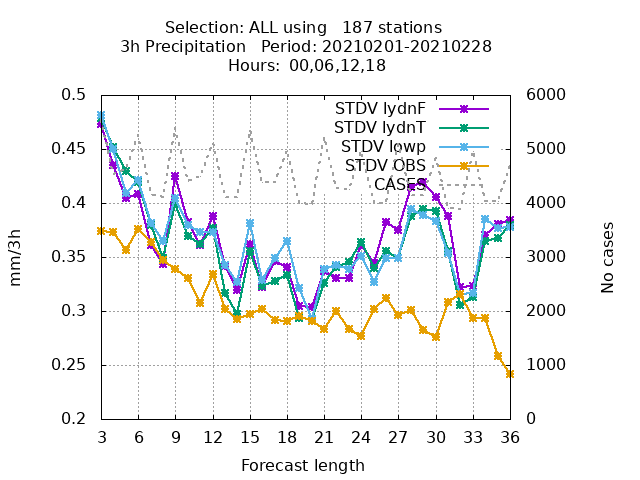 Selection: ALL using   187 stations
3h Precipitation   Period: 20210201-20210228
Hours:  00,06,12,18
0.5
0.45
0.4
0.35
0.3
0.25
0.2
6000
5000
4000
3000
2000
1000
0
STDV lydnF
STDV lydnT
STDV lowp
STDV OBS
CASES
mm/3h
No cases
3 6 9 12 15 18 21 24 27 30 33 36
Forecast length